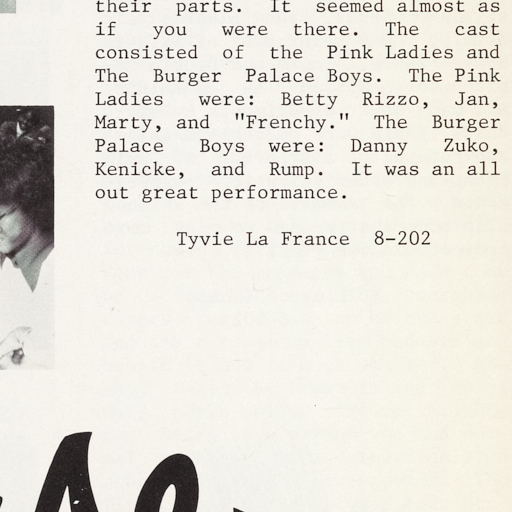 their parts. It seemed almost as
if you were there. The cast
consisted of the Pink Ladies and
The Burger Palace Boys. The Pink
Ladies were: Betty Rizzo, Jan,
Marty, and "Frenchy." The Burger
Palace Boys were: Danny Zuko,
Kenicke, and Rump. It was an all
out great performance.
Tyvie La France 8-202